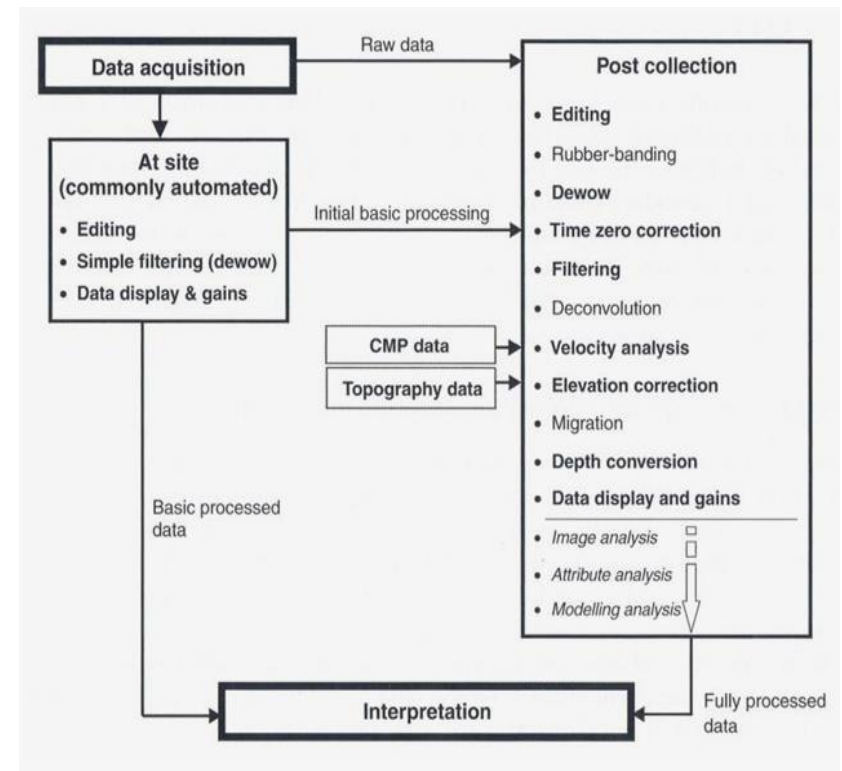 Data acquisition
Raw data
Post collection
• Editing
• Rubber-banding
• Dewow
• Time zero correction
• Filtering
• Deconvolution
• Velocity analysis
• Elevation correction
• Migration
• Depth conversion
• Data display and gains
• Image analysis
• Attribute analysis
• Modelling analysis
At site
(commonly automated)
• Editing
• Simple filtering (dewow)
• Data display & gains
Initial basic processing
CMP data
Topography data
Basic processed
data
Fully processed
data
Interpretation